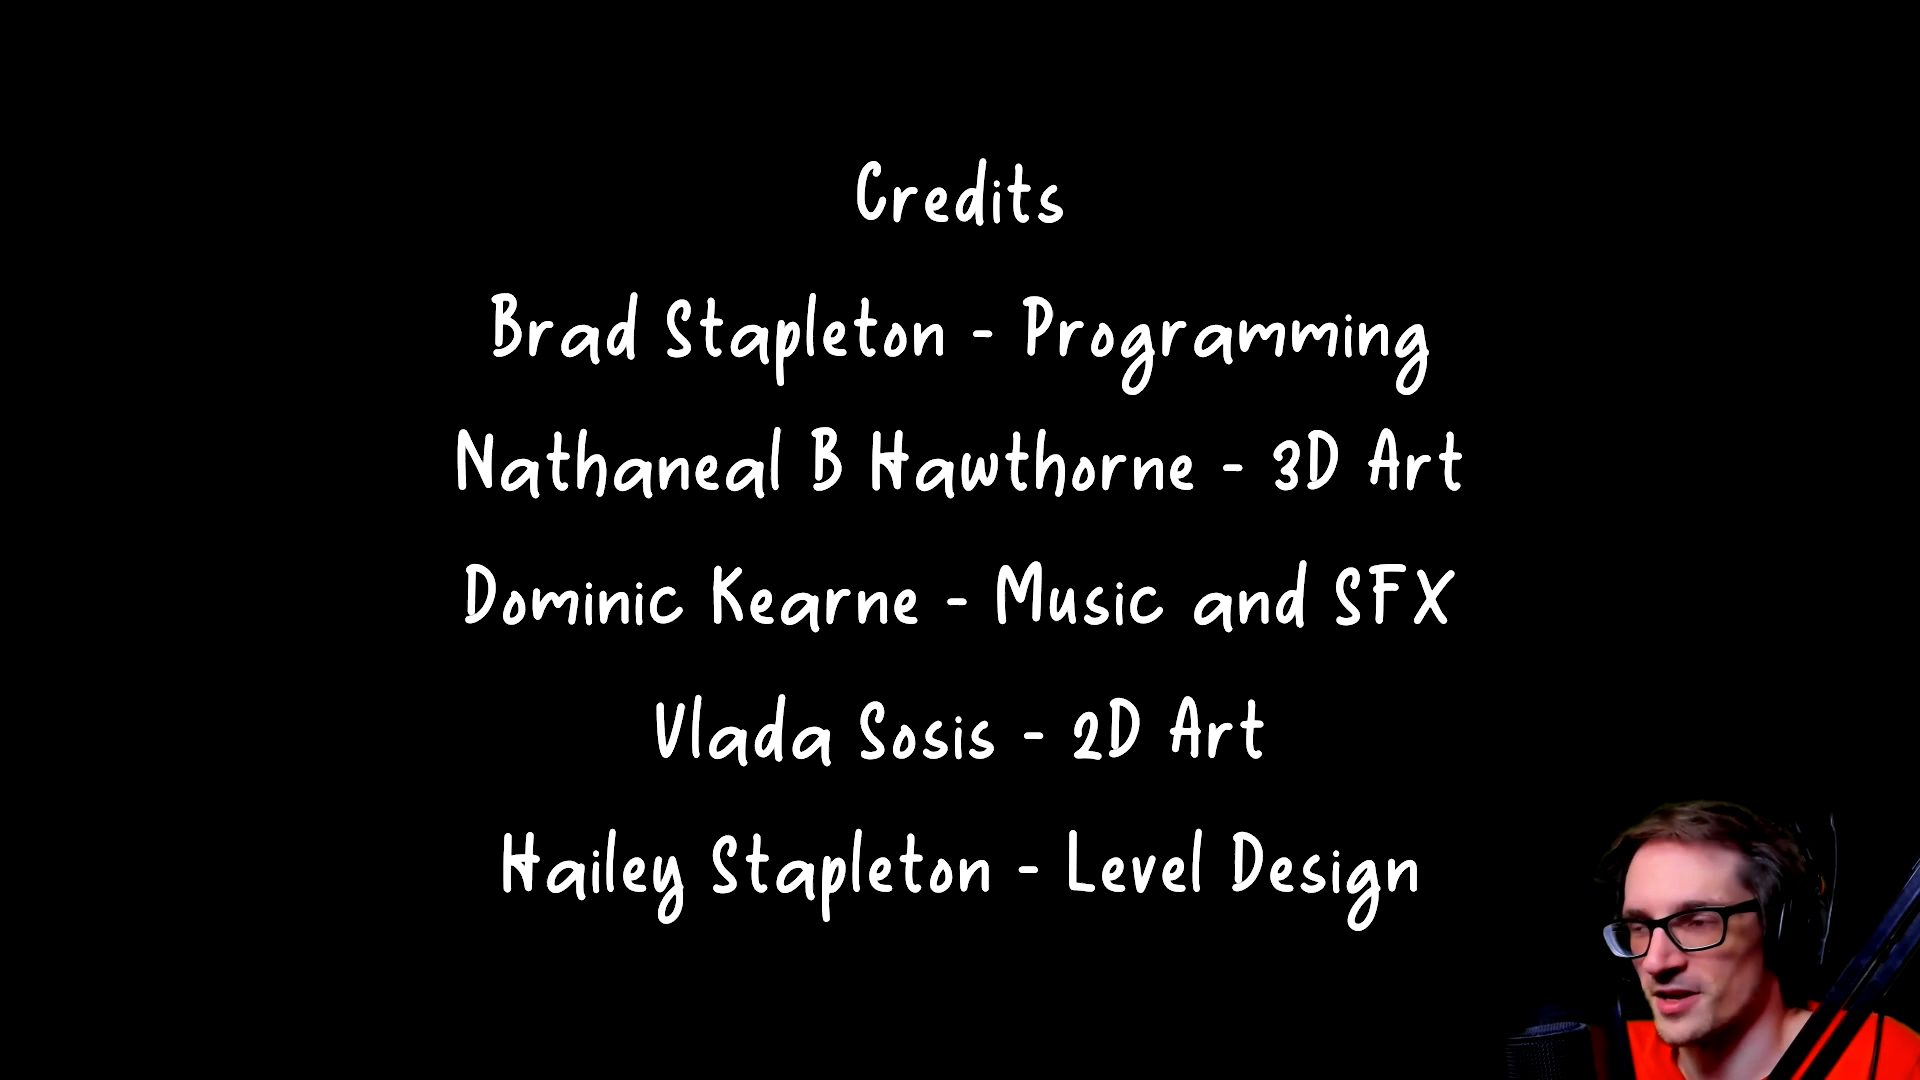 Credits
Brad Stapleton - Programming
Nathaneal B Hawthorne - 3D Art
Dominic Kearne - Music and SFX
Vlada Sosis - 2D Art
Hailey Stapleton - Level Design